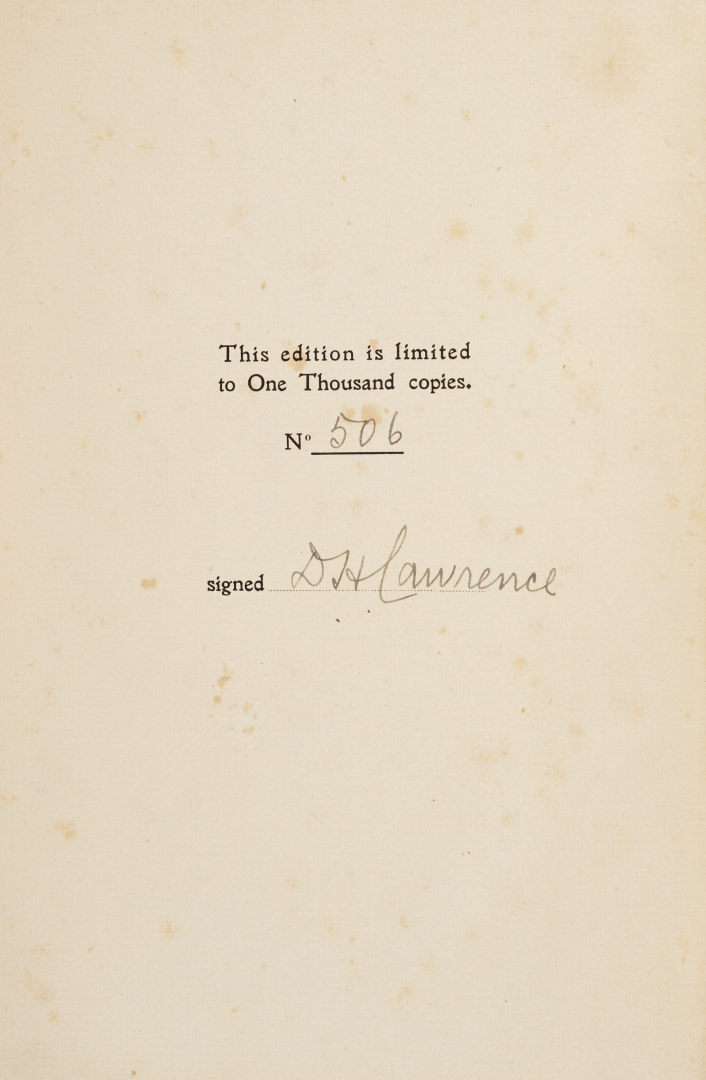 This edition is limited
to One Thousand copies.
Nº 506
signed D H Lawrence